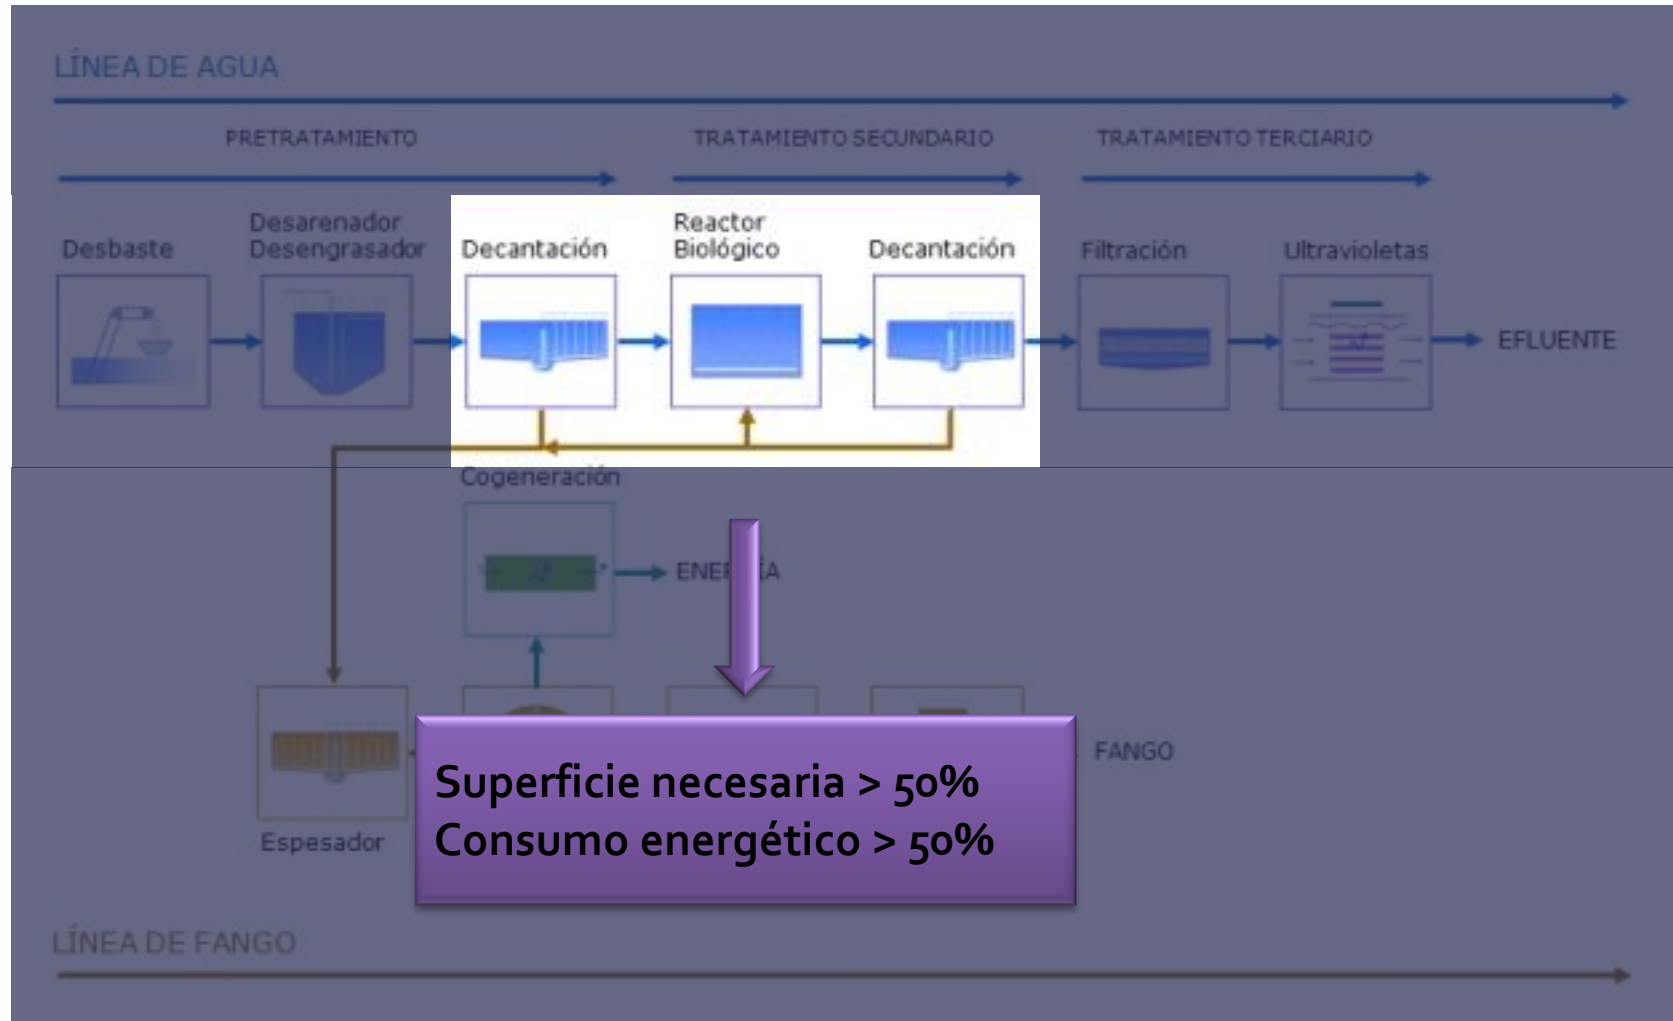 LÍNEA DE AGUA
PRETRATAMIENTO
TRATAMIENTO SECUNDARIO
TRATAMIENTO TERCIARIO
Desbaste
Desarenador
Desengrasador
Decantación
Reactor
Biológico
Decantación
Filtración
Ultravioletas
EFLUENTE
Cogeneración
ENERGÍA
FANGO
Espesador
Superficie necesaria > 50%
Consumo energético > 50%
LÍNEA DE FANGO